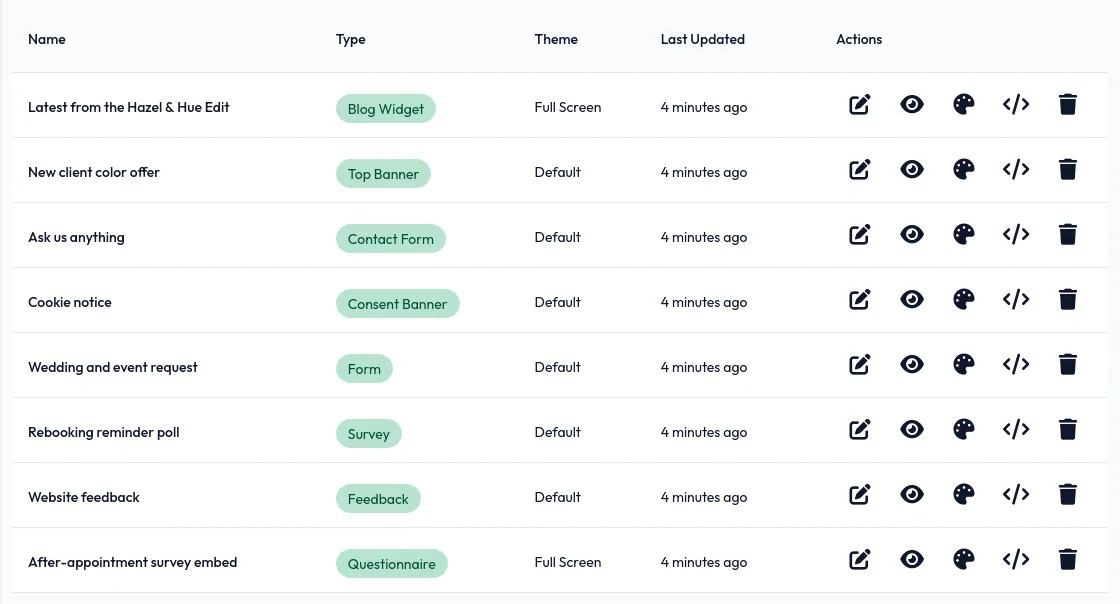 Name Type Theme Last Updated Actions
Latest from the Hazel & Hue Edit Blog Widget Full Screen 4 minutes ago
New client color offer Top Banner Default 4 minutes ago
Ask us anything Contact Form Default 4 minutes ago
Cookie notice Consent Banner Default 4 minutes ago
Wedding and event request Form Default 4 minutes ago
Rebooking reminder poll Survey Default 4 minutes ago
Website feedback Feedback Default 4 minutes ago
After-appointment survey embed Questionnaire Full Screen 4 minutes ago